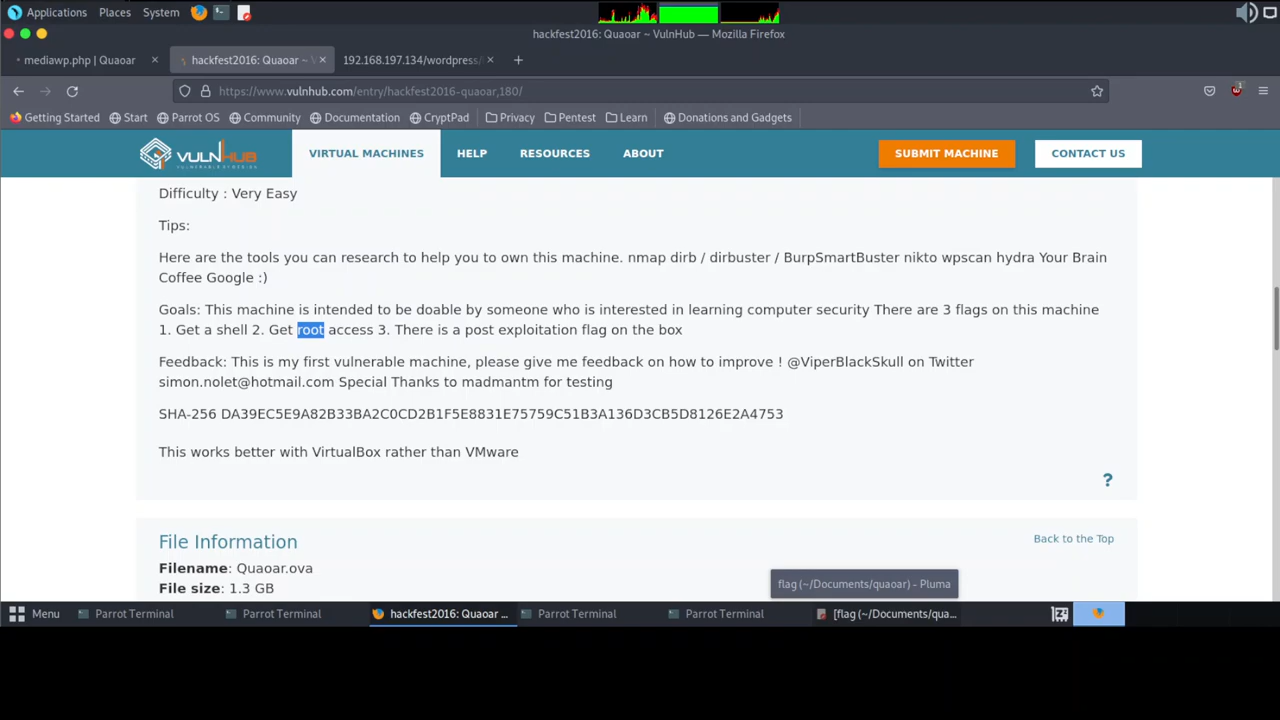 Applications Places System
hackfest2016: Quaoar ~ VulnHub — Mozilla Firefox
mediawp.php | Quaoar × hackfest2016: Quaoar ~ V × 192.168.197.134/wordpress/ × +
https://www.vulnhub.com/entry/hackfest2016-quaoar,180/
Getting Started Start Parrot OS Community Documentation CryptPad Privacy Pentest Learn Donations and Gadgets
VULNHUB VIRTUAL MACHINES HELP RESOURCES ABOUT SUBMIT MACHINE CONTACT US
Difficulty : Very Easy
Tips:
Here are the tools you can research to help you to own this machine. nmap dirb / dirbuster / BurpSmartBuster nikto wpscan hydra Your Brain
Coffee Google :)
Goals: This machine is intended to be doable by someone who is interested in learning computer security There are 3 flags on this machine
1. Get a shell 2. Get root access 3. There is a post exploitation flag on the box
Feedback: This is my first vulnerable machine, please give me feedback on how to improve ! @ViperBlackSkull on Twitter
simon.nolet@hotmail.com Special Thanks to madmantm for testing
SHA-256 DA39EC5E9A82B33BA2C0CD2B1F5E8831E75759C51B3A136D3CB5D8126E2A4753
This works better with VirtualBox rather than VMware
?
File Information
Back to the Top
Filename: Quaoar.ova
File size: 1.3 GB
flag (~/Documents/quaoar) - Pluma
Menu Parrot Terminal Parrot Terminal hackfest2016: Quaoar ... Parrot Terminal Parrot Terminal [flag (~/Documents/qua...